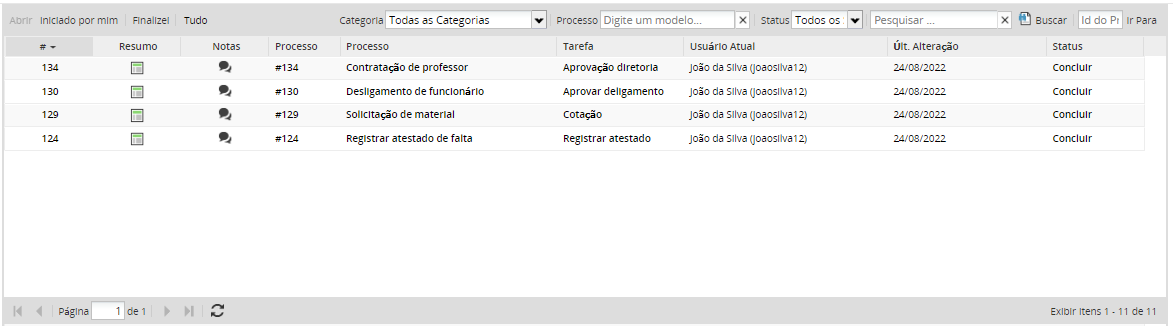 Abrir Iniciado por mim Finalizei Tudo Categoria Todas as Categorias Processo Digite um modelo... Status Todos os Pesquisar ... Buscar Id do Pr Ir Para
# Resumo Notas Processo Processo Tarefa Usuário Atual Últ. Alteração Status
134 #134 Contratação de professor Aprovação diretoria João da Silva (joaosilva12) 24/08/2022 Concluir
130 #130 Desligamento de funcionário Aprovar deligamento João da Silva (joaosilva12) 24/08/2022 Concluir
129 #129 Solicitação de material Cotação João da Silva (joaosilva12) 24/08/2022 Concluir
124 #124 Registrar atestado de falta Registrar atestado João da Silva (joaosilva12) 24/08/2022 Concluir
Página 1 de 1 Exibir itens 1 - 11 de 11